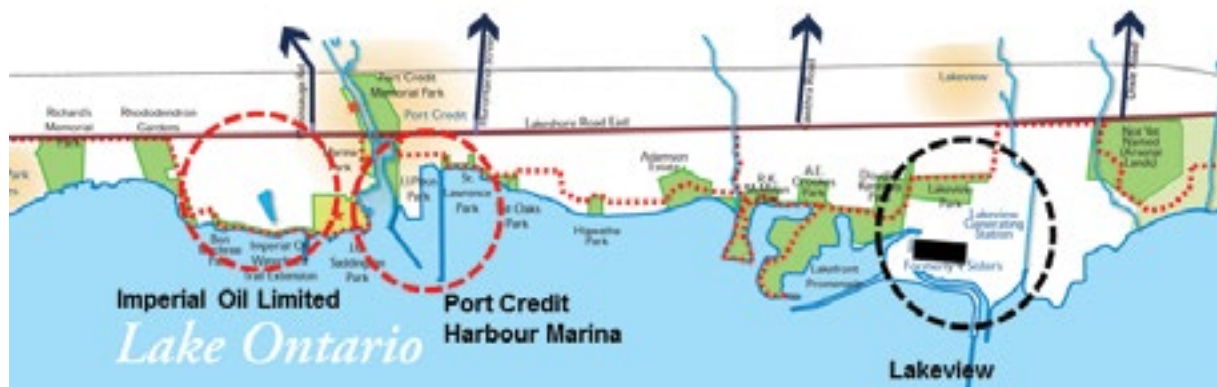 Richard's
Memorial
Park
Rhododendron
Gardens
Port Credit
Memorial Park
Port Credit
Lakeshore Road East
Lakeview
Not Yet
Named
(Arsenal
Lands)
Adamson
Estate
A.E.
Crookes
Park
Park
J.J. Plaus
Park
St.
Lawrence
Park
Oaks Park
Hiawatha
Park
Lakefront
Promenade
Lakeview
Park
Lakeview
Generating
Station
Formerly 4 Sisters
Imperial Oil
Waterfront
Trail Extension
Saddington
Park
Imperial Oil Limited
Port Credit
Harbour Marina
Lake Ontario
Lakeview